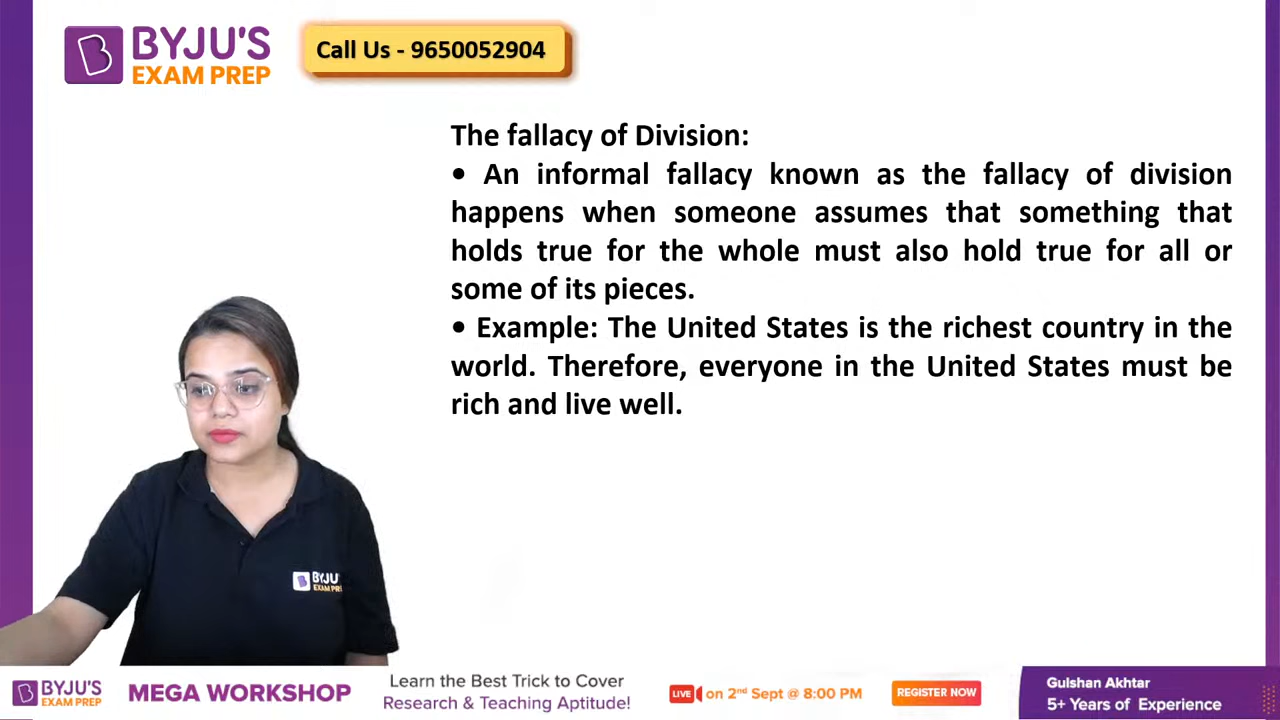 BYJU'S
EXAM PREP
Call Us - 9650052904
The fallacy of Division:
• An informal fallacy known as the fallacy of division
happens when someone assumes that something that
holds true for the whole must also hold true for all or
some of its pieces.
• Example: The United States is the richest country in the
world. Therefore, everyone in the United States must be
rich and live well.
BYJU'
EXAM PRE
BYJU'S
EXAM PREP
MEGA WORKSHOP
Learn the Best Trick to Cover
Research & Teaching Aptitude!
LIVE on 2nd Sept @ 8:00 PM
REGISTER NOW
Gulshan Akhtar
5+ Years of Experience